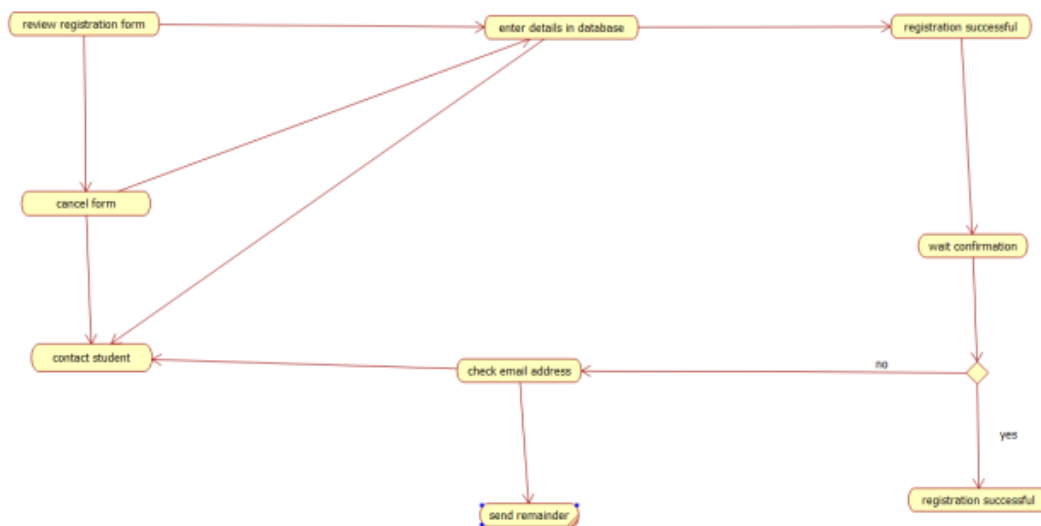 review registration form
enter details in database
registration successful
cancel form
wait confirmation
contact student
check email address
no
yes
registration successful
send remainder